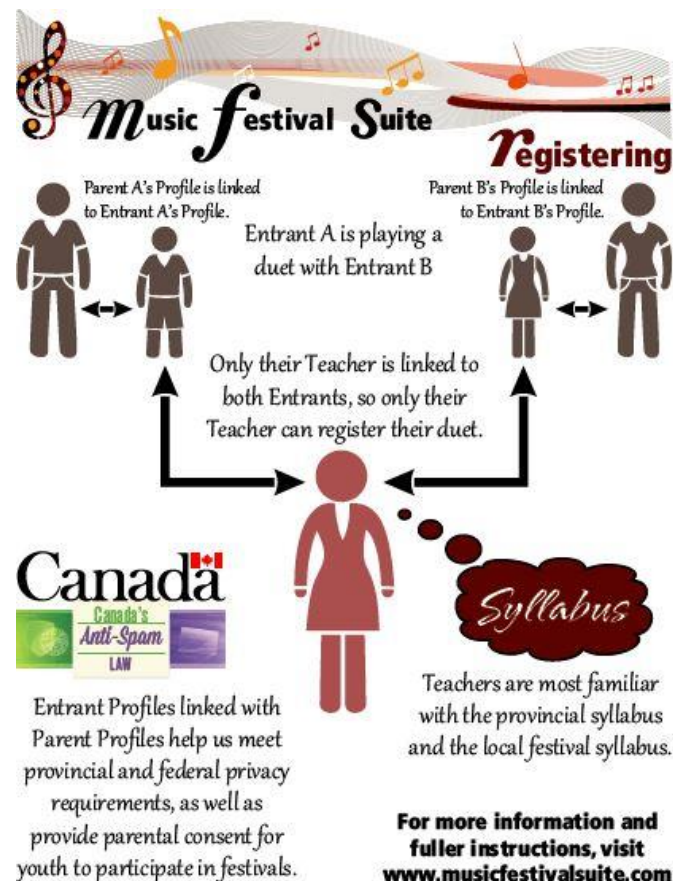 Music Festival Suite
Registering
Parent A's Profile is linked
to Entrant A's Profile.
Parent B's Profile is linked
to Entrant B's Profile.
Entrant A is playing a
duet with Entrant B
Only their Teacher is linked to
both Entrants, so only their
Teacher can register their duet.
Canada
Canada's
Anti-Spam
LAW
Syllabus
Entrant Profiles linked with
Parent Profiles help us meet
provincial and federal privacy
requirements, as well as
provide parental consent for
youth to participate in festivals.
Teachers are most familiar
with the provincial syllabus
and the local festival syllabus.
For more information and
fuller instructions, visit
www.musicfestivalsuite.com